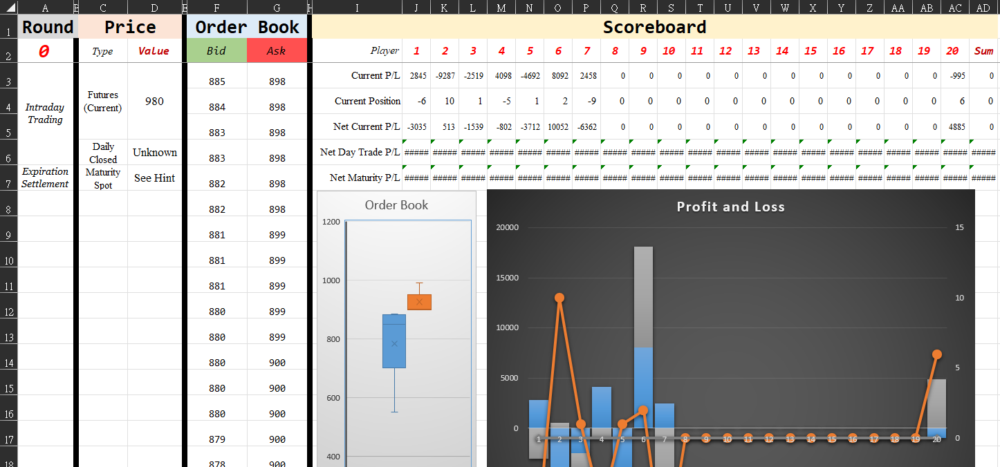 A B C D E F G H I J K L M N O P Q R S T U V W X Y Z AA AB AC AD
1 Round Price Order Book Scoreboard
2 0 Type Value Bid Ask Player 1 2 3 4 5 6 7 8 9 10 11 12 13 14 15 16 17 18 19 20 Sum
3 885 898 Current P/L 2845 -9287 -2519 4098 -4692 8092 2458 0 0 0 0 0 0 0 0 0 0 0 0 -995 0
4 Intraday Trading Futures (Current) 980 884 898 Current Position -6 10 1 -5 1 2 -9 0 0 0 0 0 0 0 0 0 0 0 0 6 0
5 883 898 Net Current P/L -3035 513 -1539 -802 -3712 10052 -6362 0 0 0 0 0 0 0 0 0 0 0 0 4885 0
6 Daily Closed Unknown 883 898 Net Day Trade P/L ##### ##### ##### ##### ##### ##### ##### ##### ##### ##### ##### ##### ##### ##### ##### ##### ##### ##### ##### ##### #####
7 Expiration Settlement Maturity Spot See Hint 882 898 Net Maturity P/L ##### ##### ##### ##### ##### ##### ##### ##### ##### ##### ##### ##### ##### ##### ##### ##### ##### ##### ##### ##### #####
8 882 898
9 881 899
10 881 899
11 881 899
12 880 899
13 880 899
14 880 900
15 880 900
16 880 900
17 879 900
18 878 900
Order Book
1200
1000
800
600
400
Profit and Loss
20000 15
15000
10 
10000
5000 5
0 0
1 2 3 4 5 6 7 8 9 10 11 12 13 14 15 16 17 18 19 20